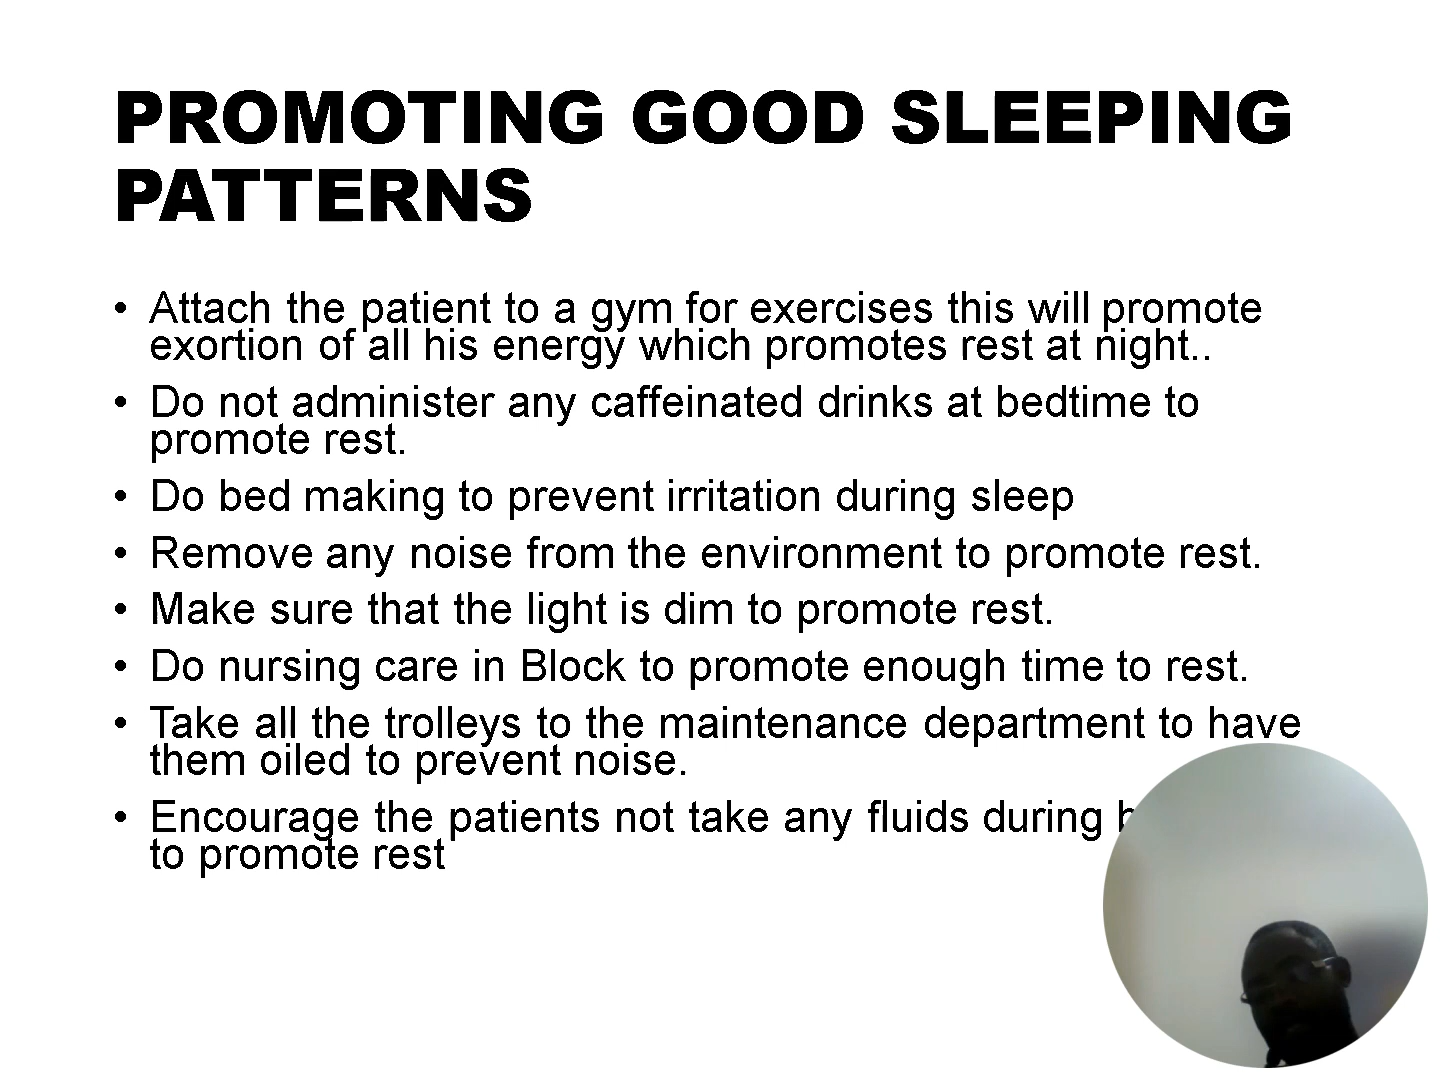 PROMOTING GOOD SLEEPING
PATTERNS
• Attach the patient to a gym for exercises this will promote
exortion of all his energy which promotes rest at night..
• Do not administer any caffeinated drinks at bedtime to
promote rest.
• Do bed making to prevent irritation during sleep
• Remove any noise from the environment to promote rest.
• Make sure that the light is dim to promote rest.
• Do nursing care in Block to promote enough time to rest.
• Take all the trolleys to the maintenance department to have
them oiled to prevent noise.
• Encourage the patients not take any fluids during
to promote rest